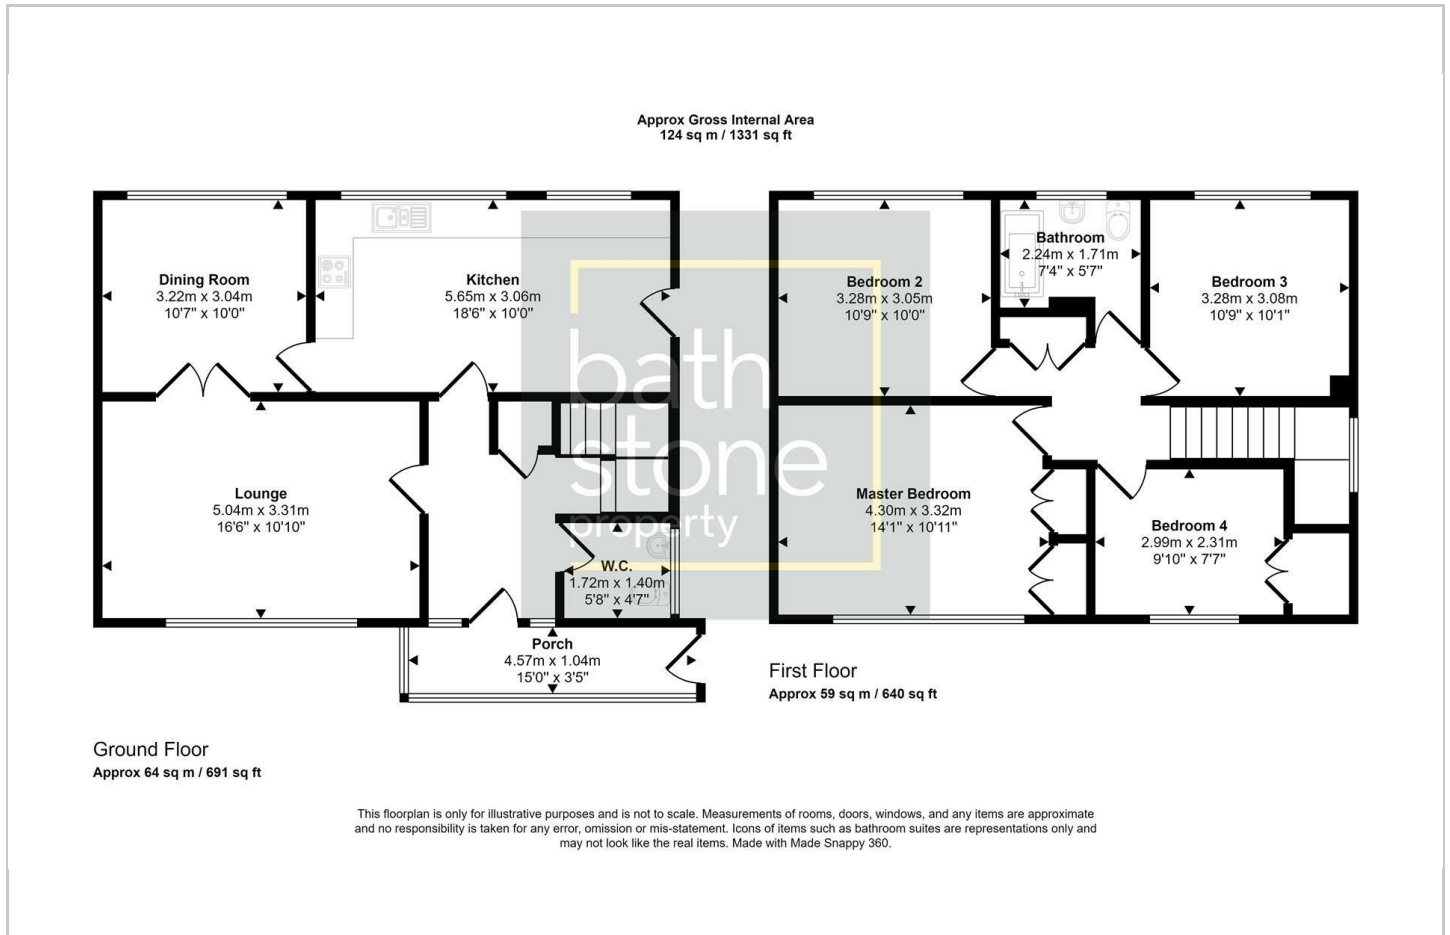 Approx Gross Internal Area
124 sq m / 1331 sq ft
Dining Room
3.22m x 3.04m
10'7" x 10'0"
Kitchen
5.65m x 3.06m
18'6" x 10'0"
Lounge
5.04m x 3.31m
16'6" x 10'10"
W.C.
1.72m x 1.40m
5'8" x 4'7"
Porch
4.57m x 1.04m
15'0" x 3'5"
Ground Floor
Approx 64 sq m / 691 sq ft
bath
stone
property
Bedroom 2
3.28m x 3.05m
10'9" x 10'0"
Bathroom
2.24m x 1.71m
7'4" x 5'7"
Bedroom 3
3.28m x 3.08m
10'9" x 10'1"
Master Bedroom
4.30m x 3.32m
14'1" x 10'11"
Bedroom 4
2.99m x 2.31m
9'10" x 7'7"
First Floor
Approx 59 sq m / 640 sq ft
This floorplan is only for illustrative purposes and is not to scale. Measurements of rooms, doors, windows, and any items are approximate
and no responsibility is taken for any error, omission or mis-statement. Icons of items such as bathroom suites are representations only and
may not look like the real items. Made with Made Snappy 360.